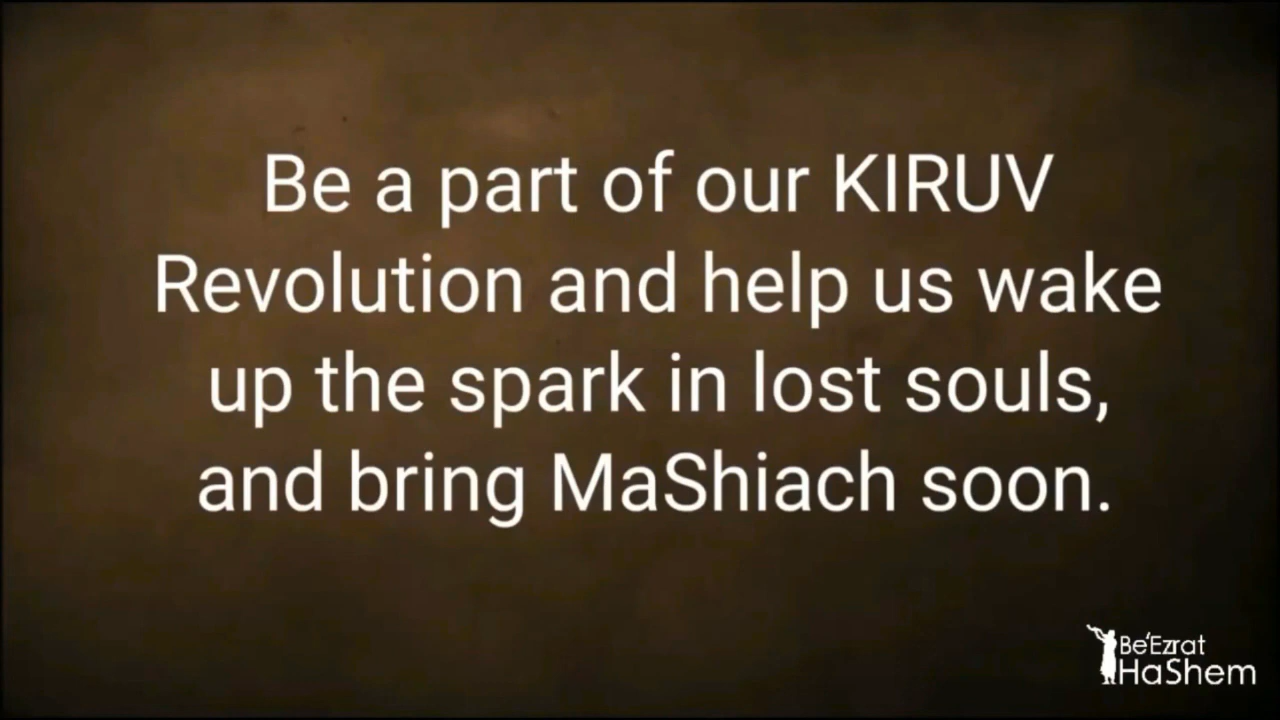 Be a part of our KIRUV
Revolution and help us wake
up the spark in lost souls,
and bring MaShiach soon.
Be'Ezrat
HaShem